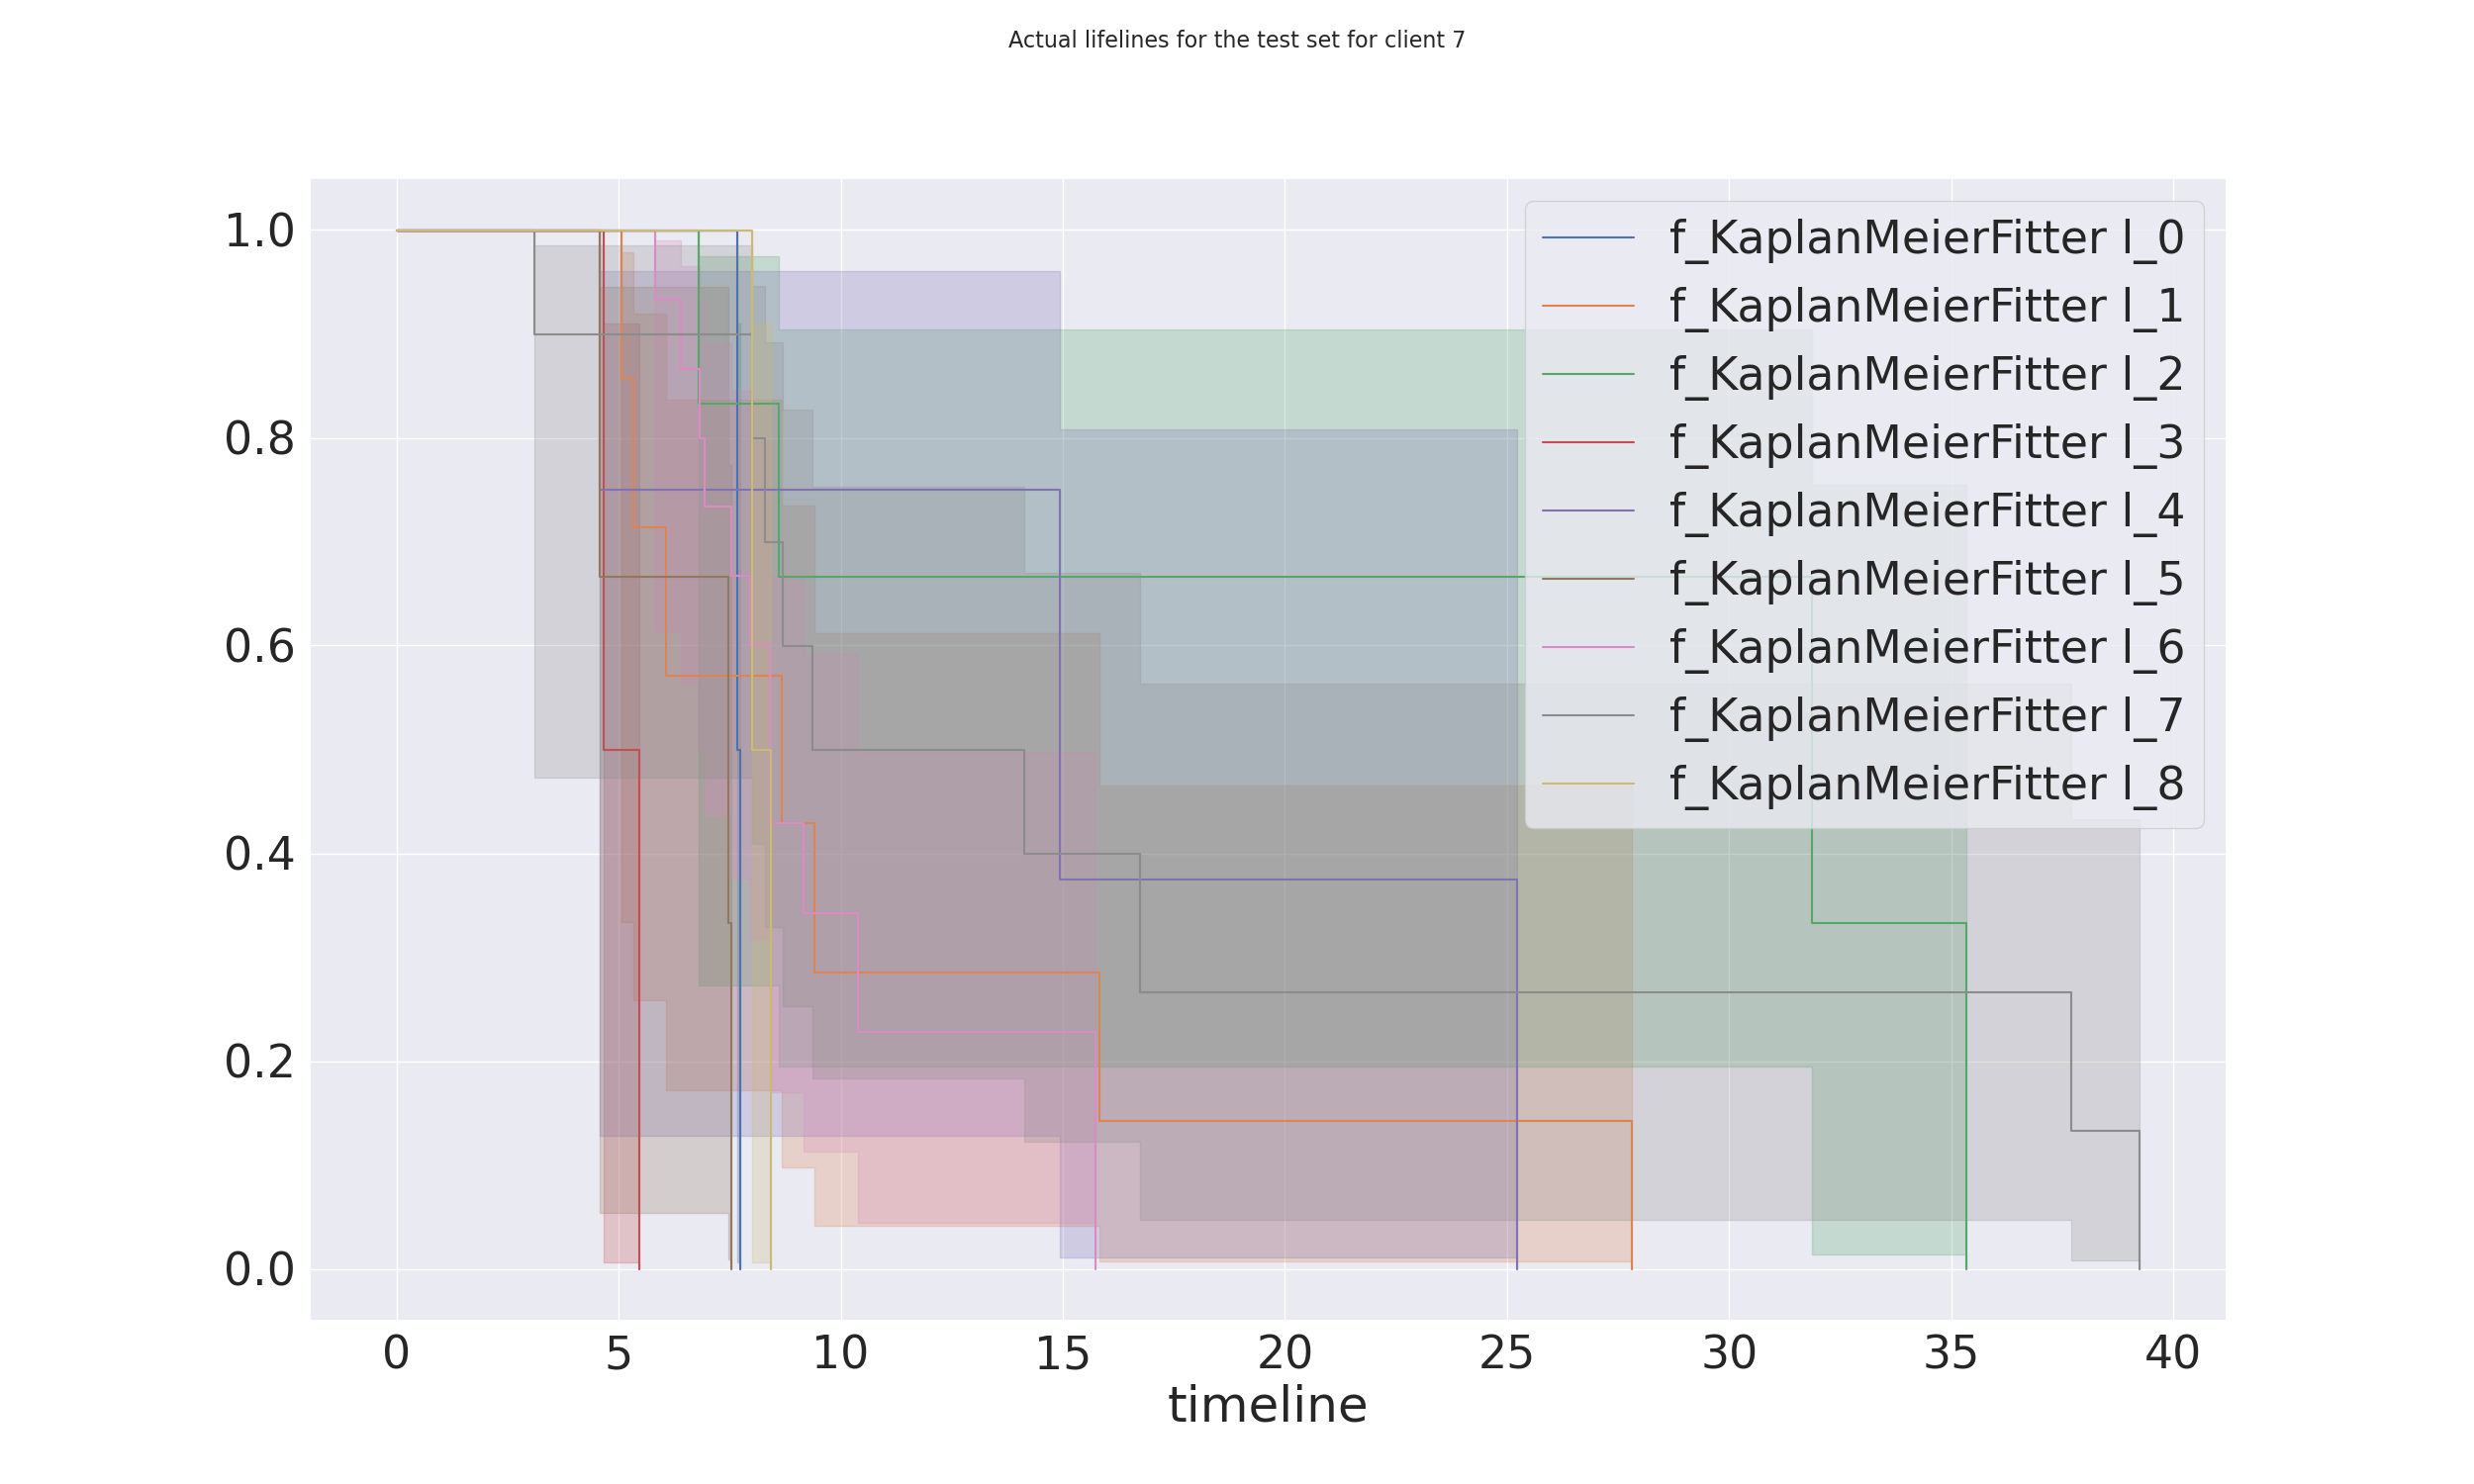 Actual lifelines for the test set for client 7
1.0
0.8
0.6
0.4
0.2
0.0
f_KaplanMeierFitter l_0
f_KaplanMeierFitter l_1
f_KaplanMeierFitter l_2
f_KaplanMeierFitter l_3
f_KaplanMeierFitter l_4
f_KaplanMeierFitter l_5
f_KaplanMeierFitter l_6
f_KaplanMeierFitter l_7
f_KaplanMeierFitter l_8
0 5 10 15 20 25 30 35 40
timeline